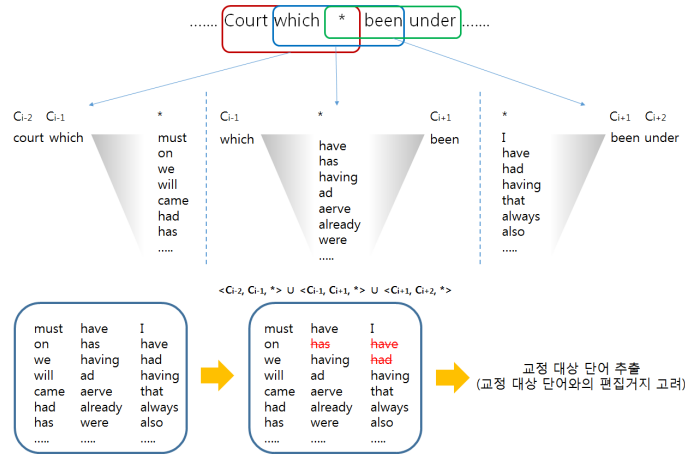 ....... Court which * been under .......
Ci-2 Ci-1 *
court which
must
on
we
will
came
had
has
.....
Ci-1 * Ci+1
which been
have
has
having
ad
aerve
already
were
.....
* Ci+1 Ci+2
I been under
have
had
having
that
always
also
.....
<Ci-2, Ci-1, *> ∪ <Ci-1, Ci+1, *> ∪ <Ci+1, Ci+2, *>
must have I
on has have
we having had
will ad having
came aerve that
had already always
has were also
..... ..... .....
must have I
on has have
we having had
will ad having
came aerve that
had already always
has were also
..... ..... .....
교정 대상 단어 추출
(교정 대상 단어와의 편집거지 고려)